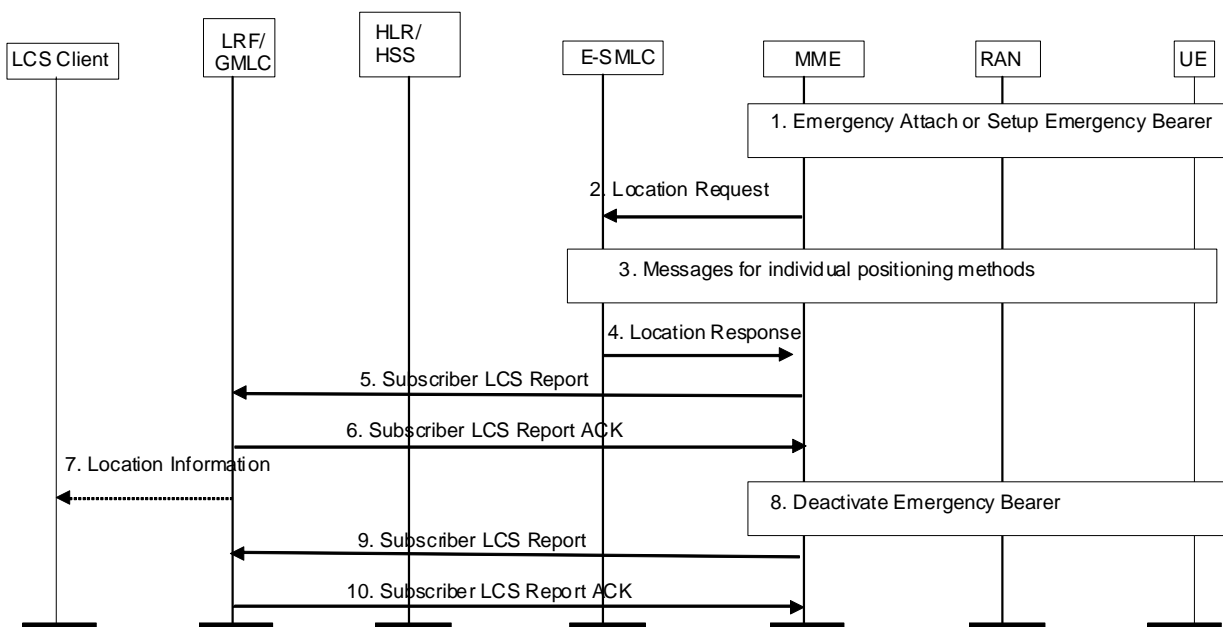 LCS Client
LRF/
GMLC
HLR/
HSS
E-SMLC
MME
RAN
UE
1. Emergency Attach or Setup Emergency Bearer
2. Location Request
3. Messages for individual positioning methods
4. Location Response
5. Subscriber LCS Report
6. Subscriber LCS Report ACK
7. Location Information
8. Deactivate Emergency Bearer
9. Subscriber LCS Report
10. Subscriber LCS Report ACK